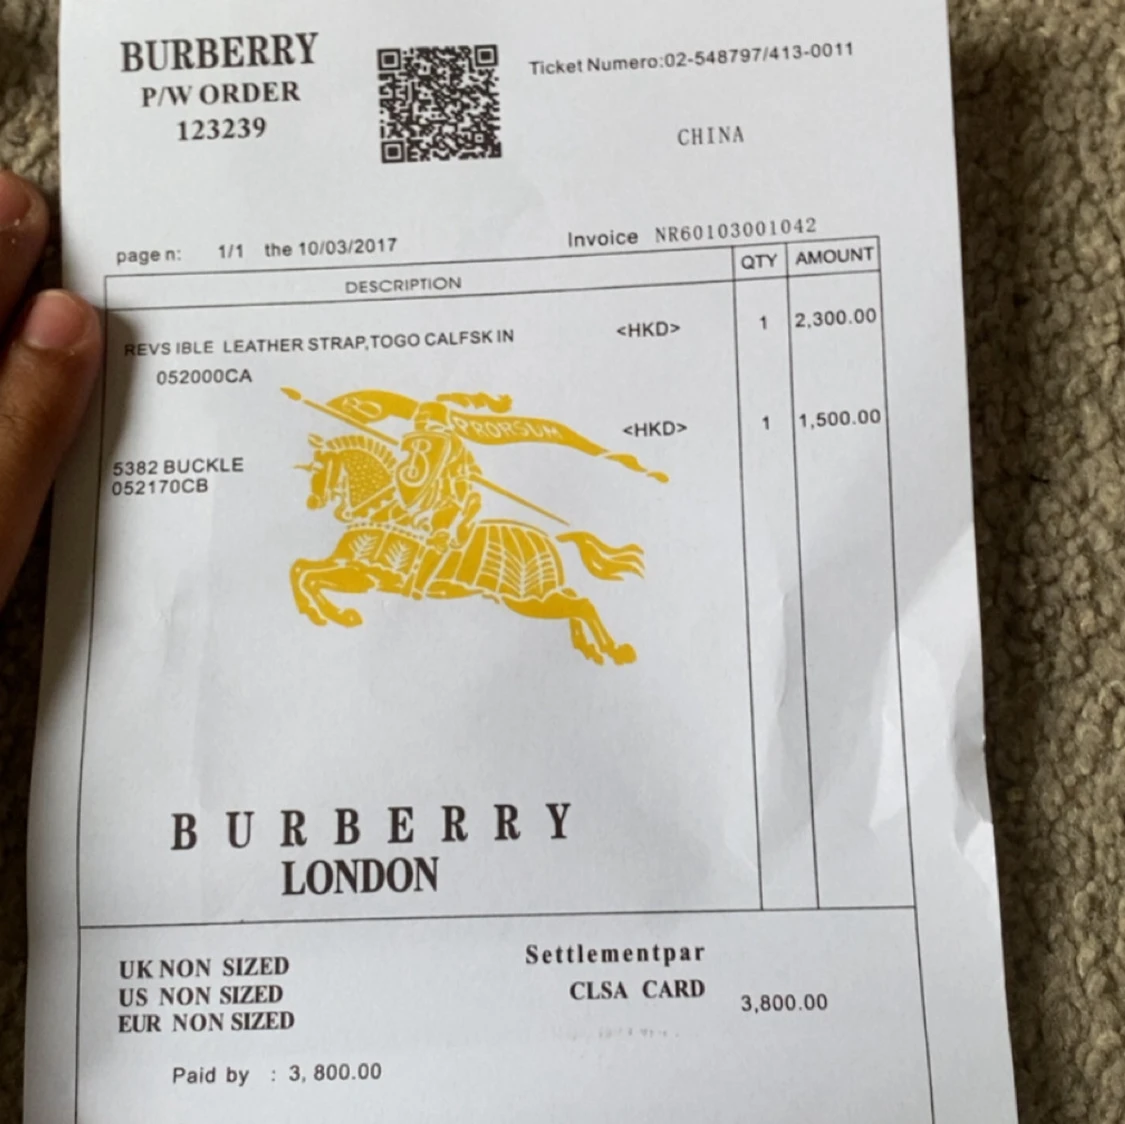 BURBERRY
P/W ORDER
123239
Ticket Numero:02-548797/413-0011
CHINA
page n: 1/1 the 10/03/2017
Invoice NR60103001042
DESCRIPTION QTY AMOUNT
REVS IBLE LEATHER STRAP,TOGO CALFSK IN <HKD> 1 2,300.00
052000CA
B PRORSUM
B
<HKD> 1 1,500.00
5382 BUCKLE
052170CB
BURBERRY
LONDON
UK NON SIZED
US NON SIZED
EUR NON SIZED
Settlementpar
CLSA CARD 3,800.00
Paid by : 3, 800.00